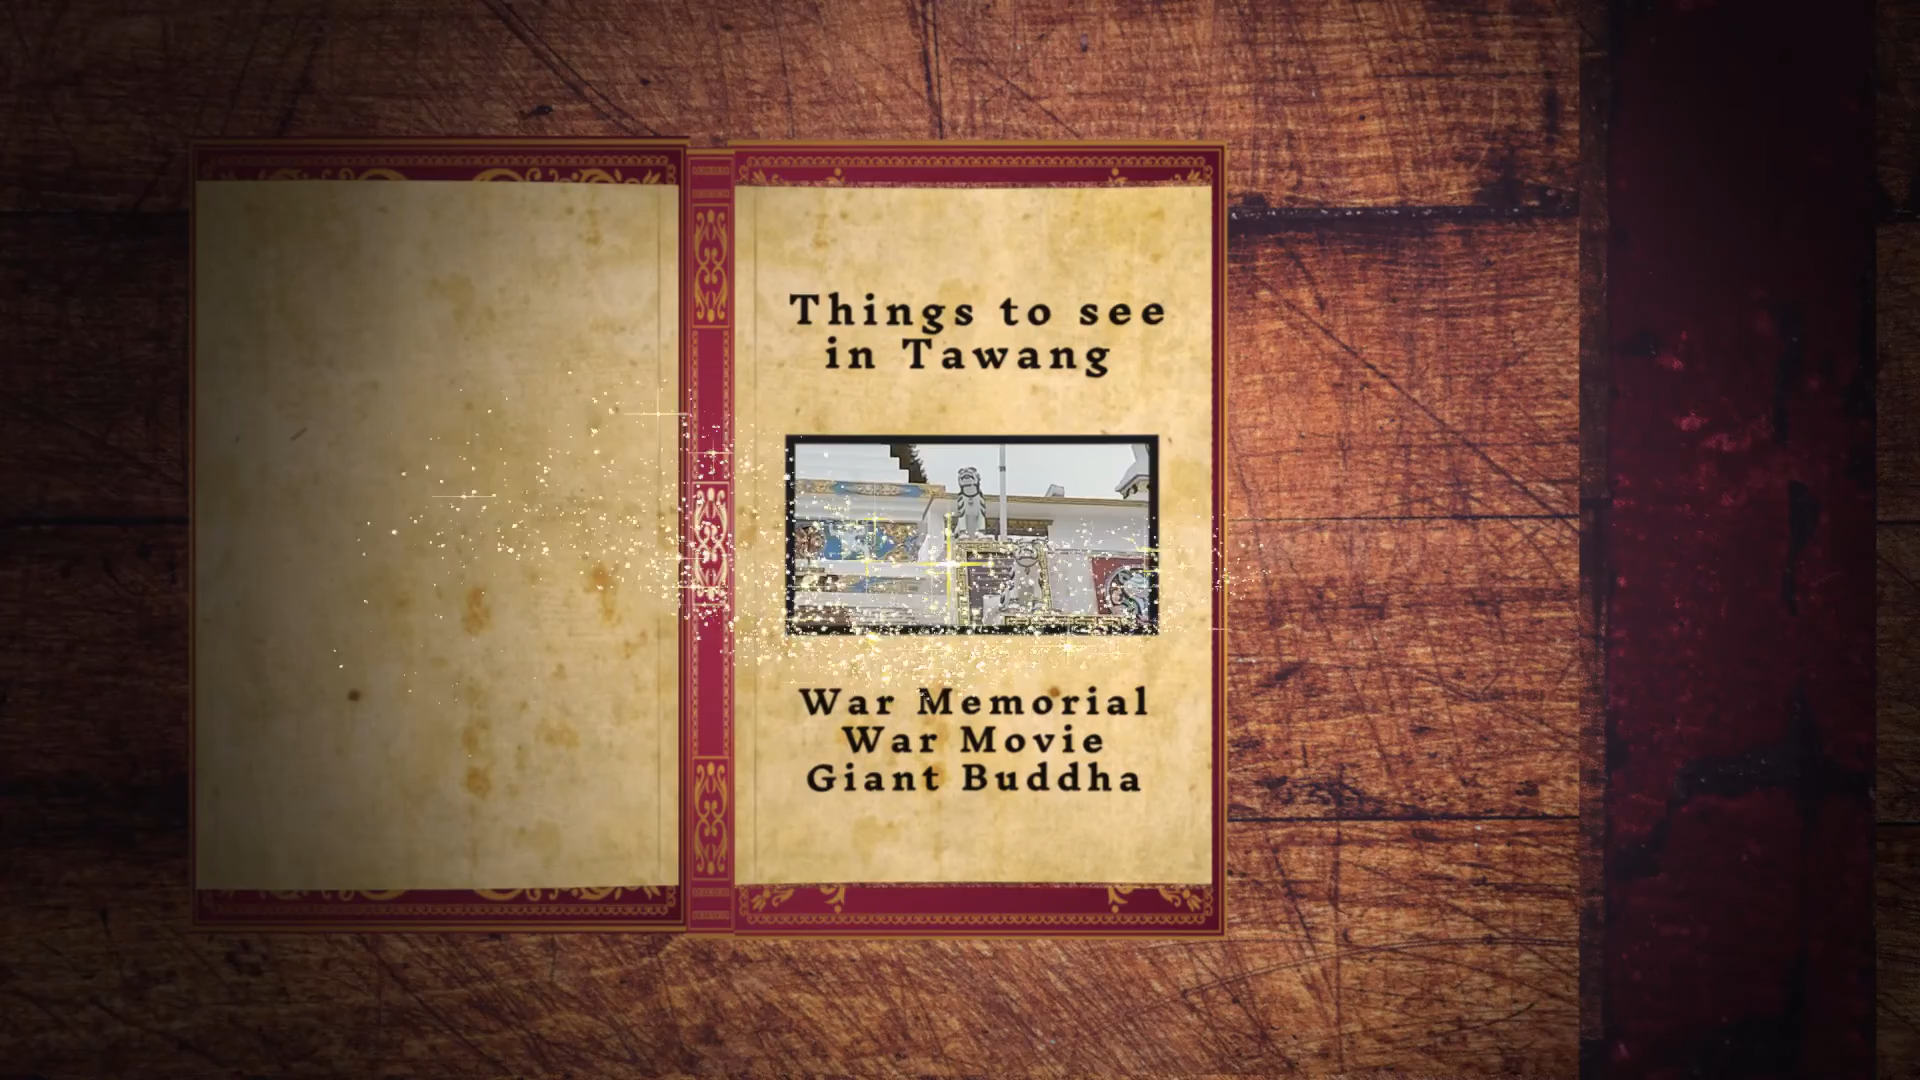 Things to see
in Tawang
War Memorial
War Movie
Giant Buddha